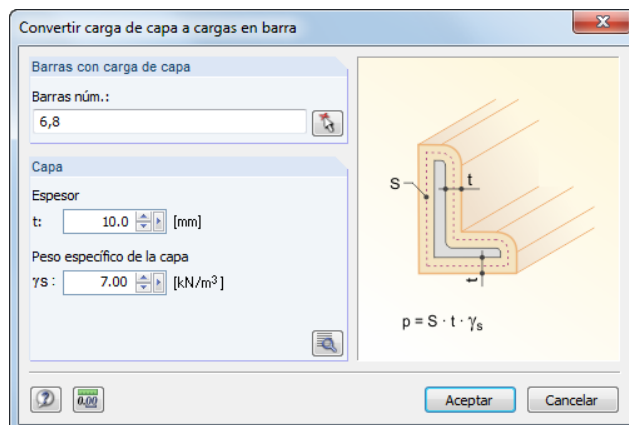 Convertir carga de capa a cargas en barra
Barras con carga de capa
Barras núm.:
6,8
Capa
Espesor
t: 10.0 [mm]
Peso específico de la capa
γs: 7.00 [kN/m³]
S
t
t
p = S · t · γs
0.00
Aceptar
Cancelar